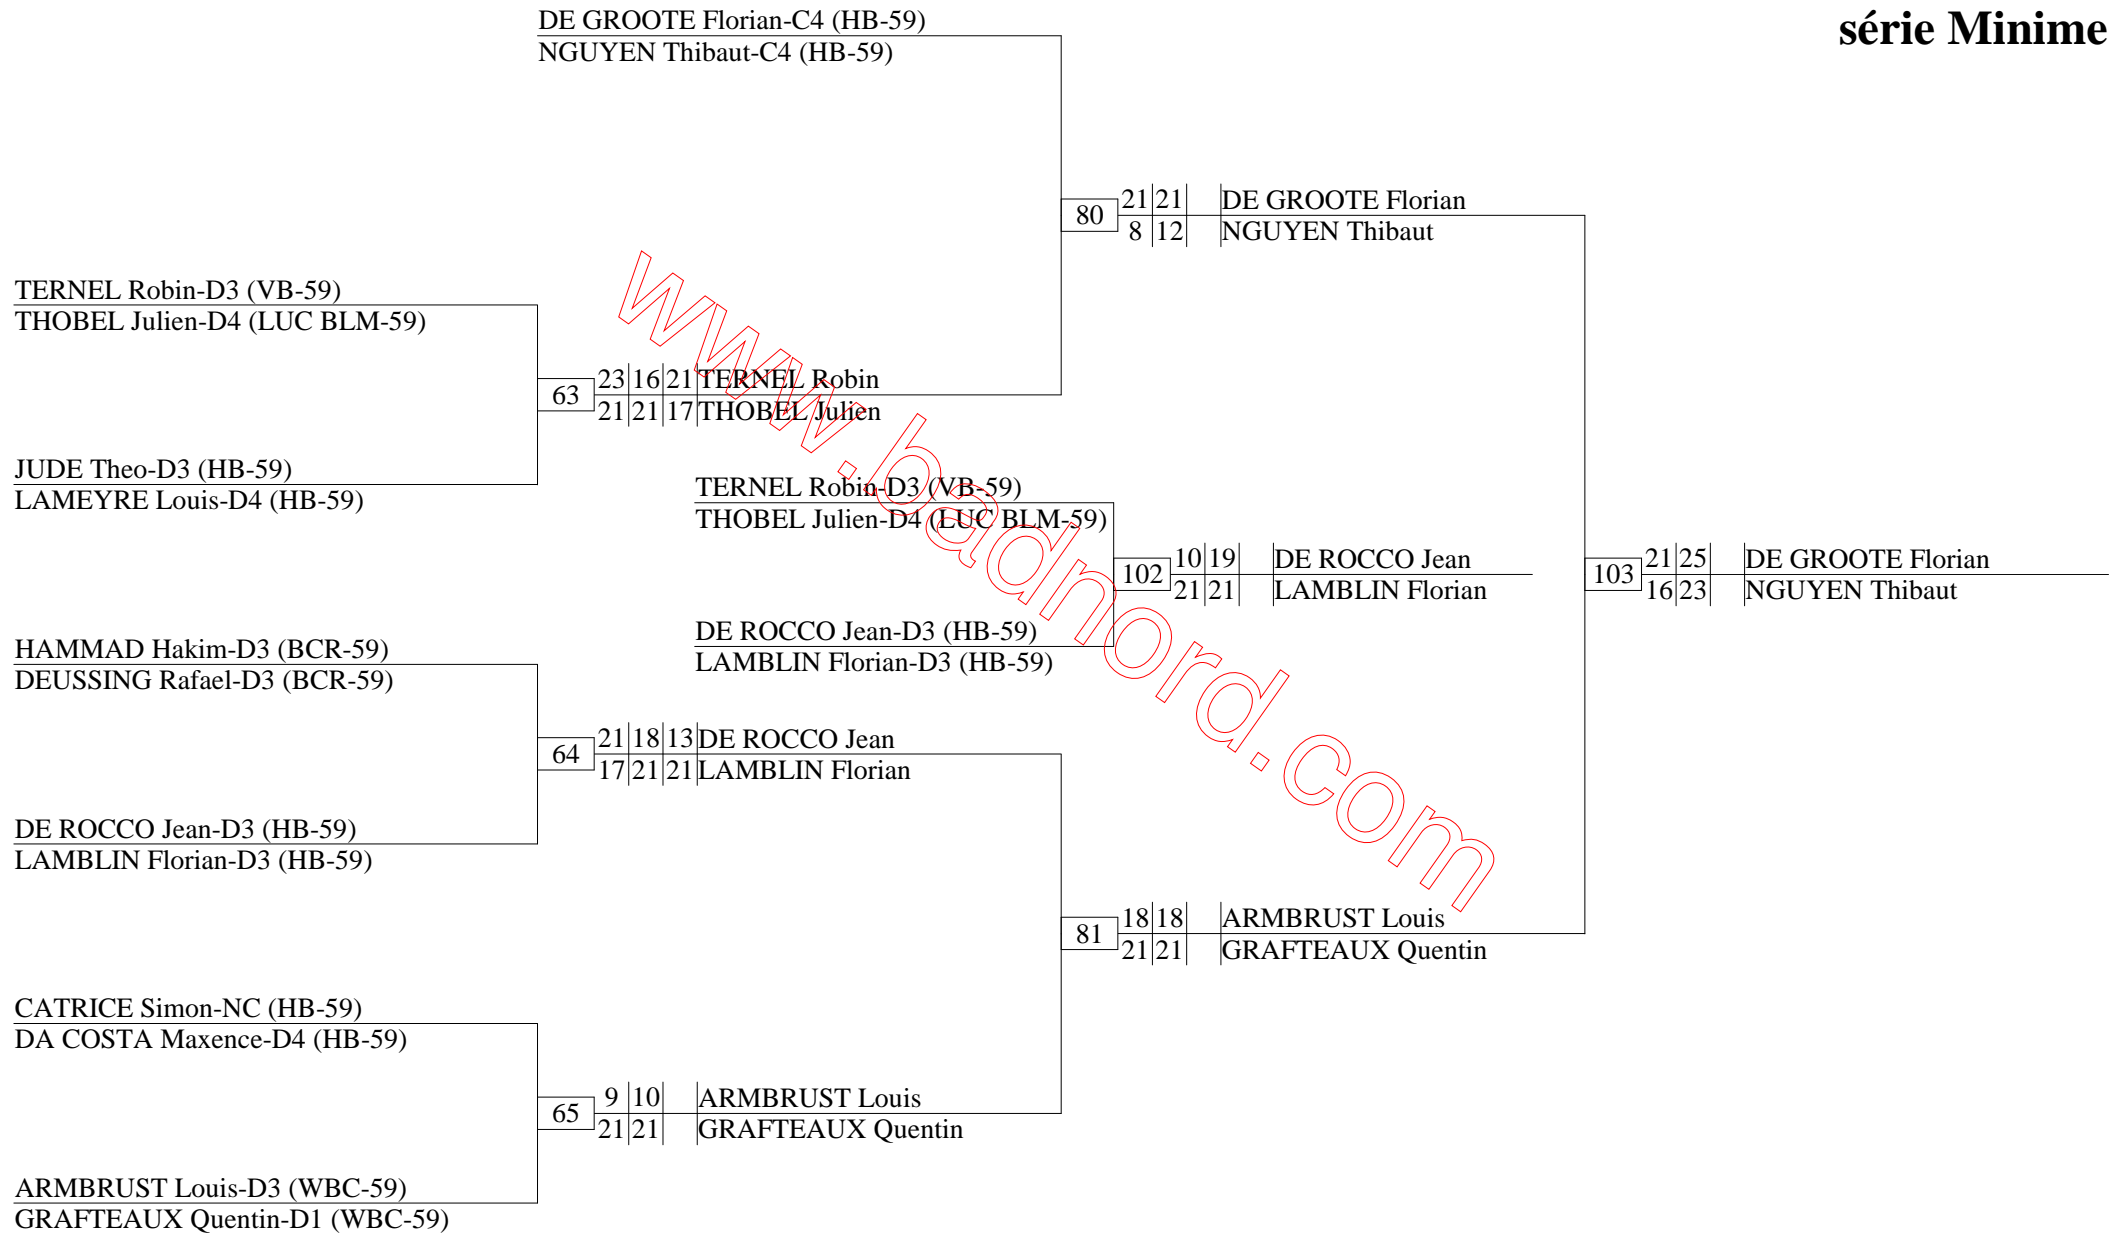 série Minime
DE GROOTE Florian-C4 (HB-59)
NGUYEN Thibaut-C4 (HB-59)
80
21 21 DE GROOTE Florian
8 12 NGUYEN Thibaut
TERNEL Robin-D3 (VB-59)
THOBEL Julien-D4 (LUC BLM-59)
63
23 16 21 TERNEL Robin
21 21 17 THOBEL Julien
JUDE Theo-D3 (HB-59)
LAMEYRE Louis-D4 (HB-59)
TERNEL Robin-D3 (VB-59)
THOBEL Julien-D4 (LUC BLM-59)
102
10 19 DE ROCCO Jean
21 21 LAMBLIN Florian
103
21 25 DE GROOTE Florian
16 23 NGUYEN Thibaut
DE ROCCO Jean-D3 (HB-59)
LAMBLIN Florian-D3 (HB-59)
HAMMAD Hakim-D3 (BCR-59)
DEUSSING Rafael-D3 (BCR-59)
64
21 18 13 DE ROCCO Jean
17 21 21 LAMBLIN Florian
DE ROCCO Jean-D3 (HB-59)
LAMBLIN Florian-D3 (HB-59)
81
18 18 ARMBRUST Louis
21 21 GRAFTEAUX Quentin
CATRICE Simon-NC (HB-59)
DA COSTA Maxence-D4 (HB-59)
65
9 10 ARMBRUST Louis
21 21 GRAFTEAUX Quentin
ARMBRUST Louis-D3 (WBC-59)
GRAFTEAUX Quentin-D1 (WBC-59)
www.badnord.com